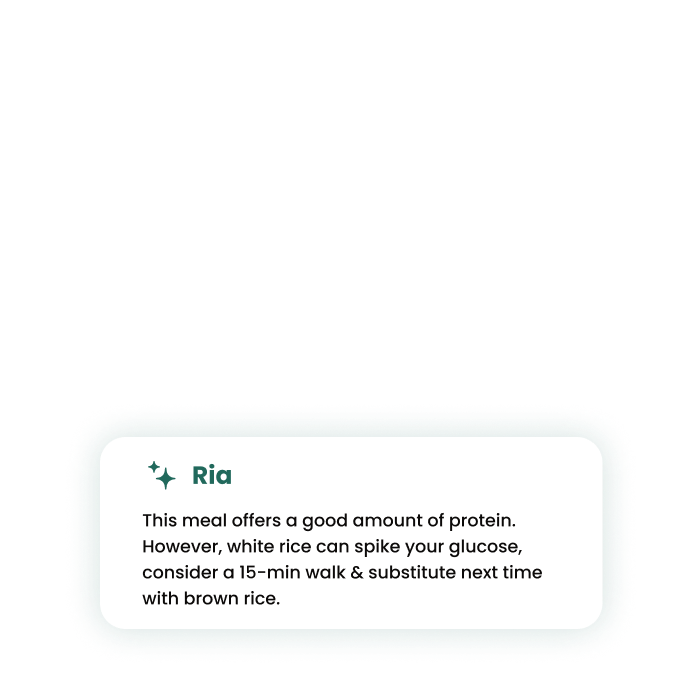 Ria
This meal offers a good amount of protein.
However, white rice can spike your glucose,
consider a 15-min walk & substitute next time
with brown rice.